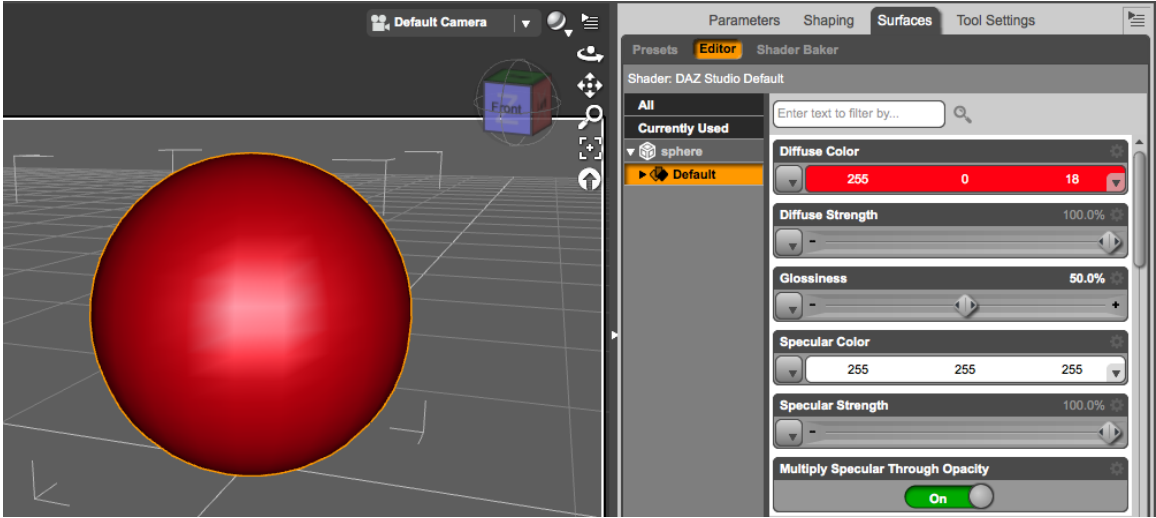 Default Camera
Front
Parameters Shaping Surfaces Tool Settings
Presets Editor Shader Baker
Shader: DAZ Studio Default
All
Currently Used
sphere
Default
Enter text to filter by...
Diffuse Color
255 0 18
Diffuse Strength 100.0%
-
Glossiness 50.0%
- +
Specular Color
255 255 255
Specular Strength 100.0%
-
Multiply Specular Through Opacity
On